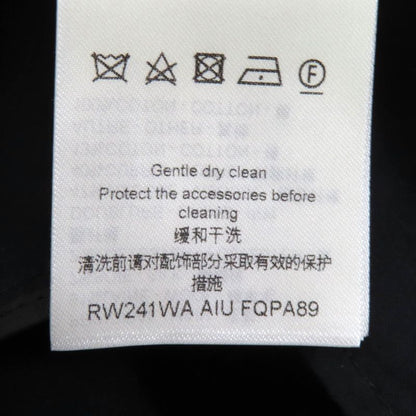 F
Gentle dry clean
Protect the accessories before
cleaning
缓和干洗
清洗前请对配饰部分采取有效的保护
措施
RW241WA AIU FQPA89